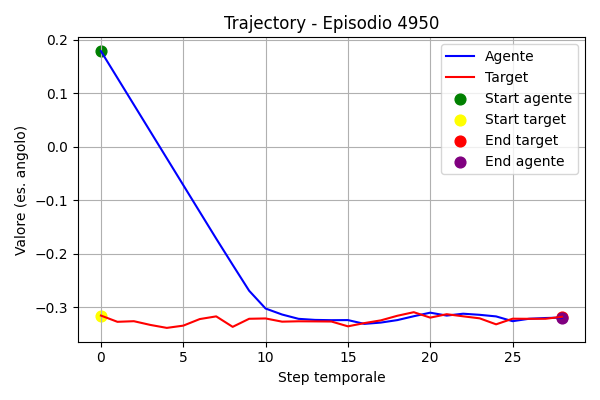 Trajectory - Episodio 4950
Valore (es. angolo)
0.2
0.1
0.0
−0.1
−0.2
−0.3
0
5
10
15
20
25
Step temporale
Agente
Target
Start agente
Start target
End target
End agente